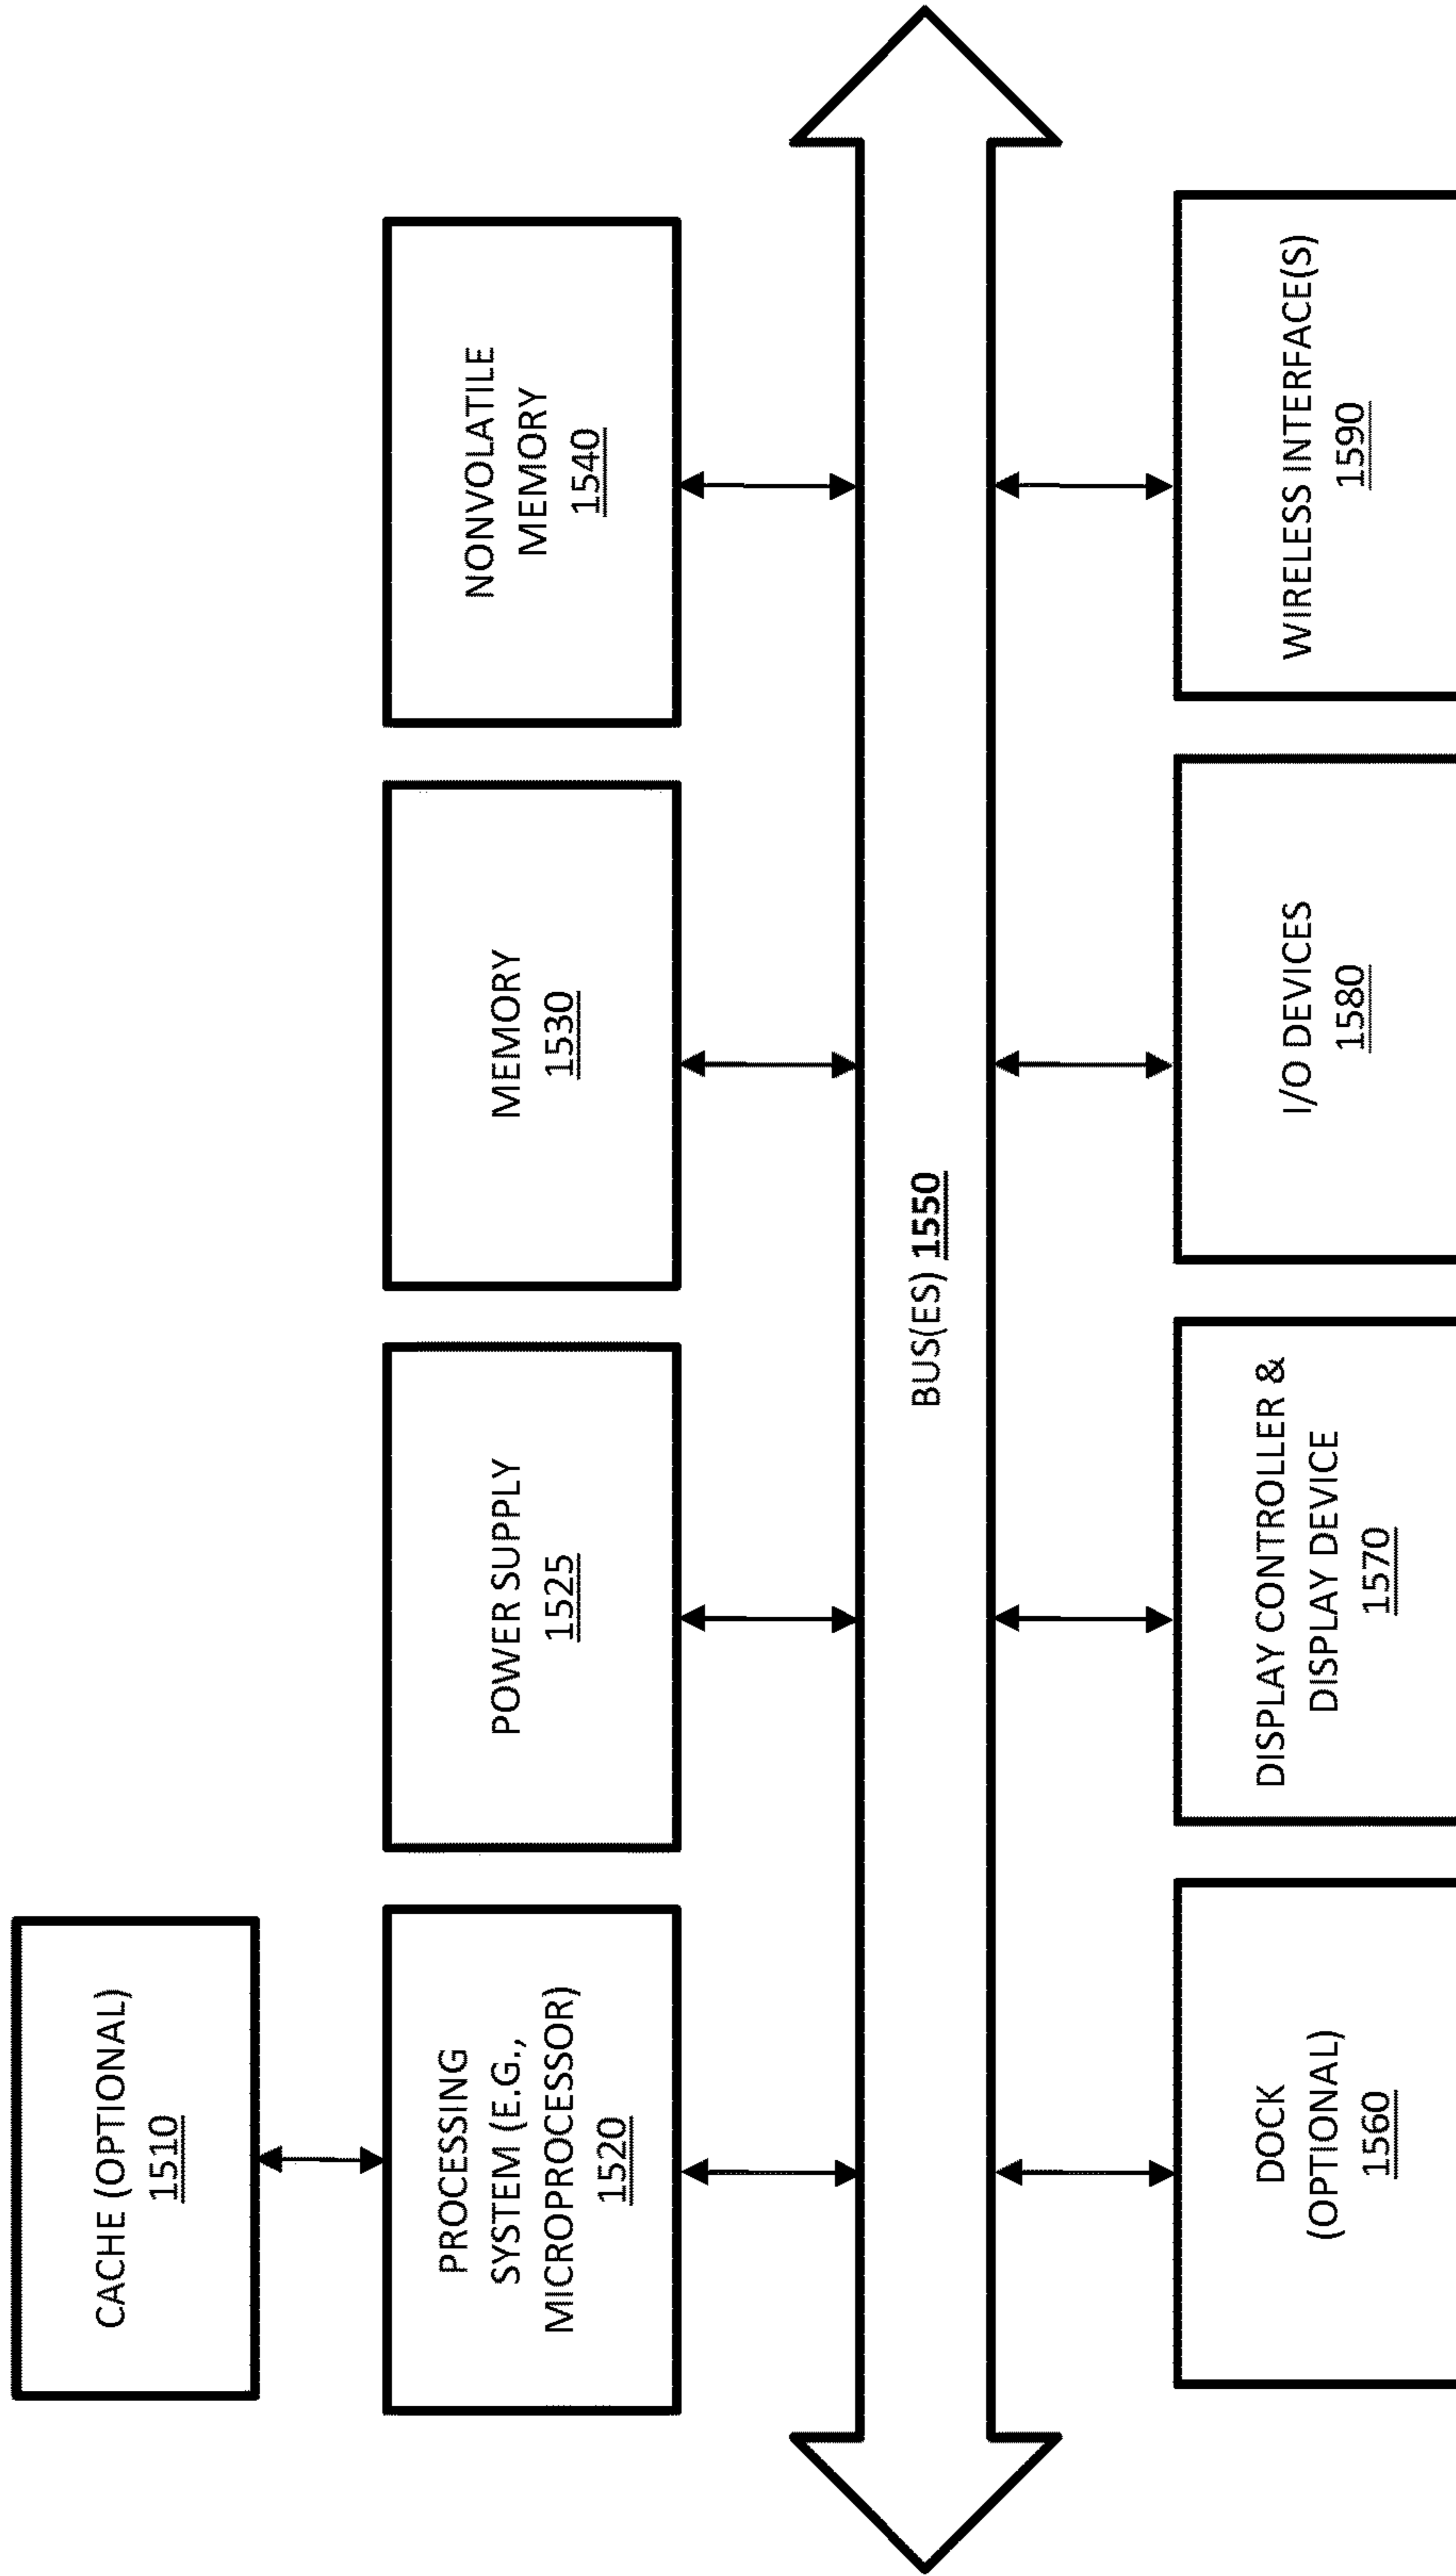 CACHE (OPTIONAL)
1510
PROCESSING
SYSTEM (E.G.,
MICROPROCESSOR)
1520
POWER SUPPLY
1525
MEMORY
1530
NONVOLATILE
MEMORY
1540
BUS(ES) 1550
DOCK
(OPTIONAL)
1560
DISPLAY CONTROLLER &
DISPLAY DEVICE
1570
I/O DEVICES
1580
WIRELESS INTERFACE(S)
1590